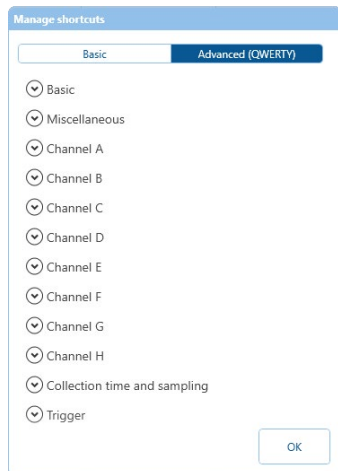 Manage shortcuts
Basic Advanced (QWERTY)
Basic
Miscellaneous
Channel A
Channel B
Channel C
Channel D
Channel E
Channel F
Channel G
Channel H
Collection time and sampling
Trigger
OK